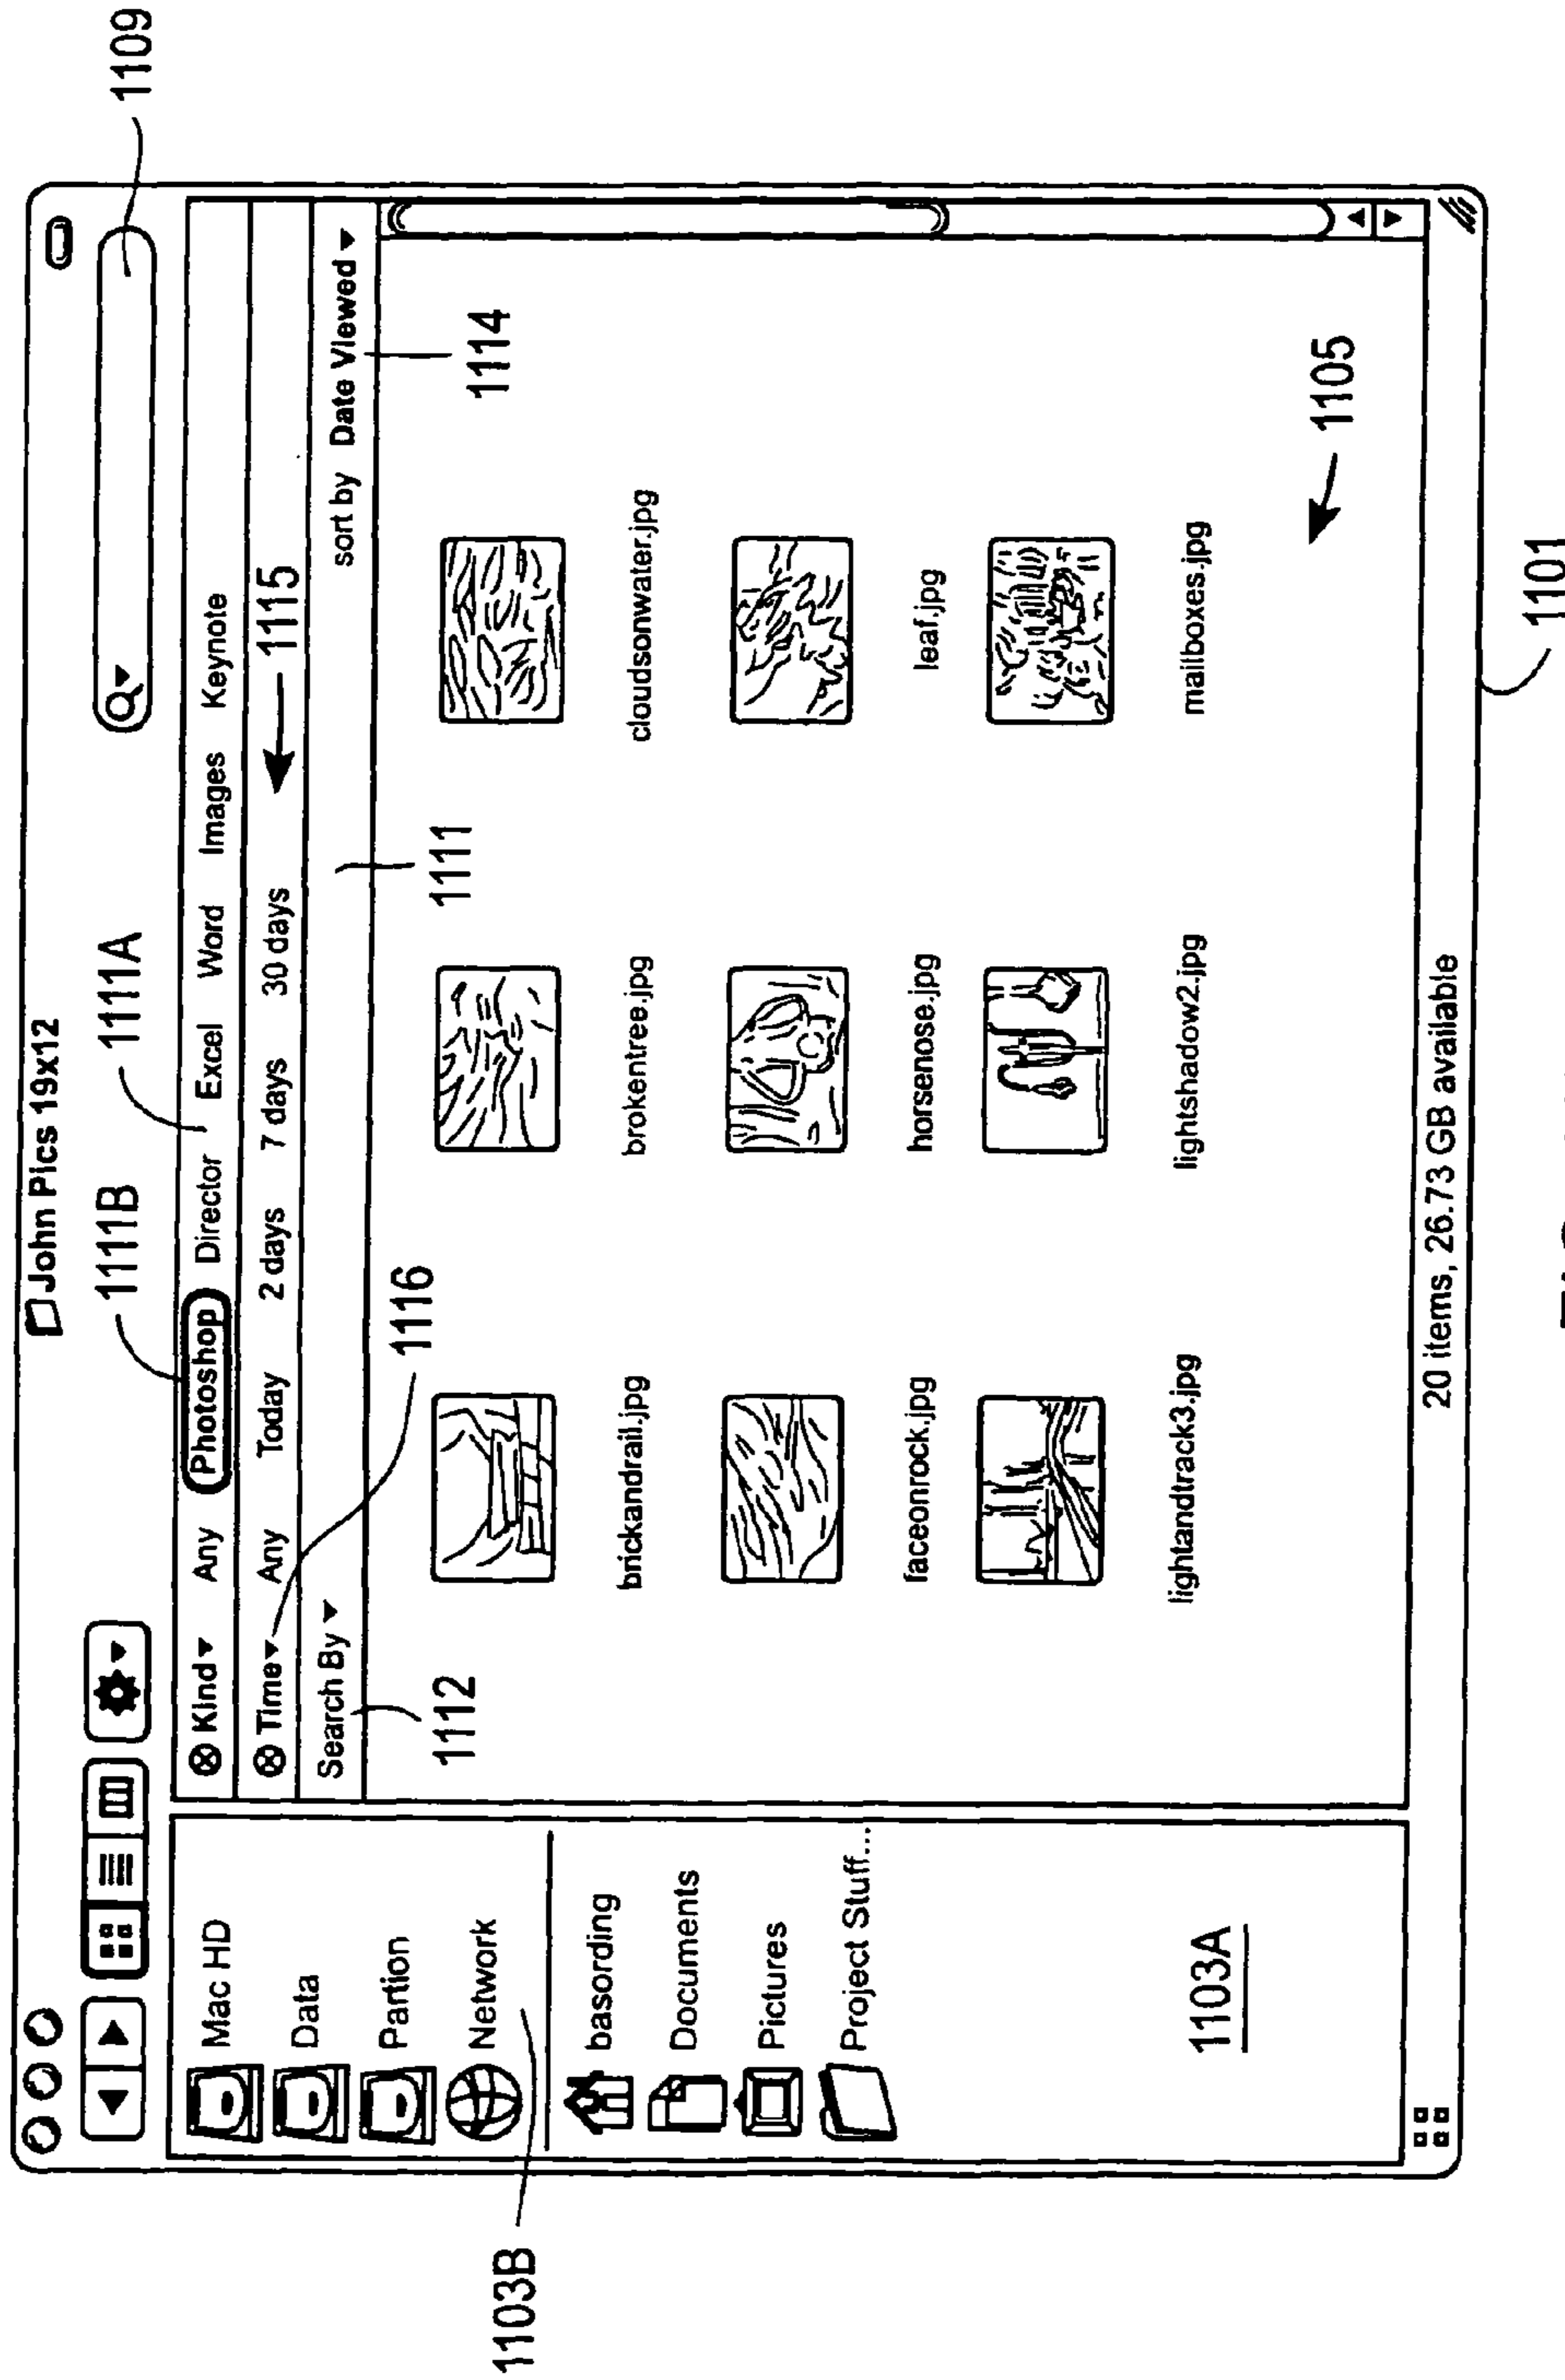 John Pics 19x12
1109
1111B
1111A
Kind Any Photoshop Director Excel Word Images Keynote
Time Any Today 2 days 7 days 30 days
1115
Search By
sort by Date Viewed
1112
1116
1111
1114
Mac HD
Data
Partion
Network
1103B
basording
Documents
Pictures
Project Stuff...
1103A
brickandrail.jpg
brokentree.jpg
cloudsonwater.jpg
faceonrock.jpg
horsenose.jpg
leaf.jpg
lightandtrack3.jpg
lightshadow2.jpg
mailboxes.jpg
1105
20 items, 26.73 GB available
1101